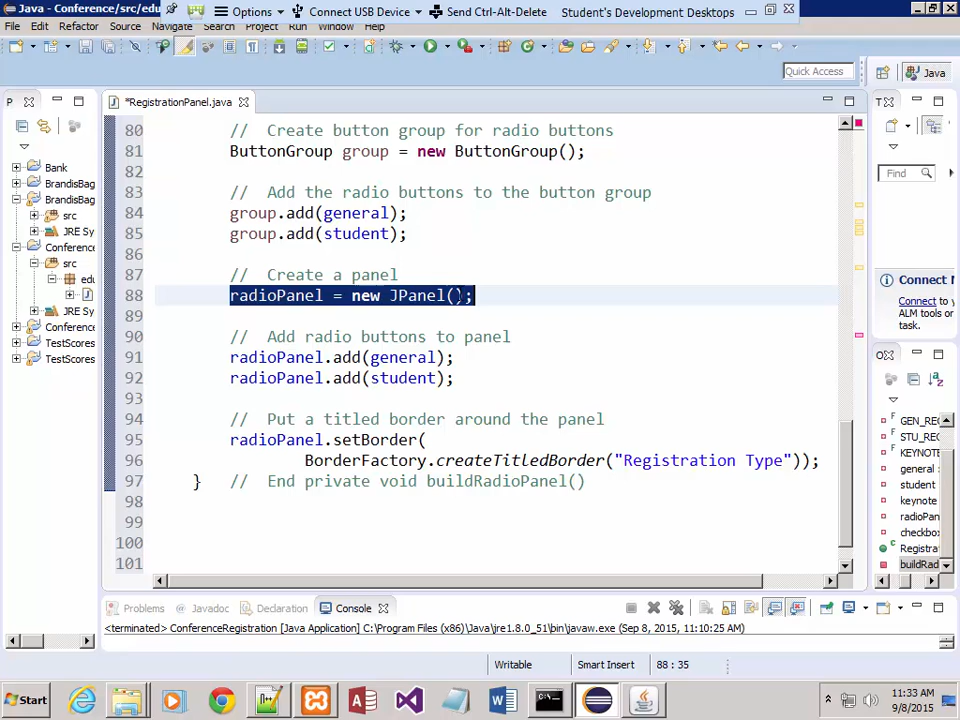 Java - Conference/src/edu
Options
Connect USB Device
Send Ctrl-Alt-Delete
Student's Development Desktops
File Edit Refactor Source Navigate Search Project Run Window Help
Quick Access
Java
P
*RegistrationPanel.java
T
80 // Create button group for radio buttons
81 ButtonGroup group = new ButtonGroup();
82
83 // Add the radio buttons to the button group
84 group.add(general);
85 group.add(student);
86
87 // Create a panel
88 radioPanel = new JPanel();
89
90 // Add radio buttons to panel
91 radioPanel.add(general);
92 radioPanel.add(student);
93
94 // Put a titled border around the panel
95 radioPanel.setBorder(
96 BorderFactory.createTitledBorder("Registration Type"));
97 } // End private void buildRadioPanel()
98
99
100
101
Bank
BrandisBag
BrandisBag
src
JRE Sy
Conference
src
edu
J
JRE Sy
Conference
TestScores
TestScores
Find
Connect Myl
Connect to your task and
ALM tools or
task.
O
GEN_RE
STU_RE
KEYNOTE
general
student
keynote
radioPan
checkbox
Registra
buildRad
Problems Javadoc Declaration Console
<terminated> ConferenceRegistration [Java Application] C:\Program Files (x86)\Java\jre1.8.0_51\bin\javaw.exe (Sep 8, 2015, 11:10:25 AM)
Writable Smart Insert 88 : 35
Start
11:33 AM
9/8/2015